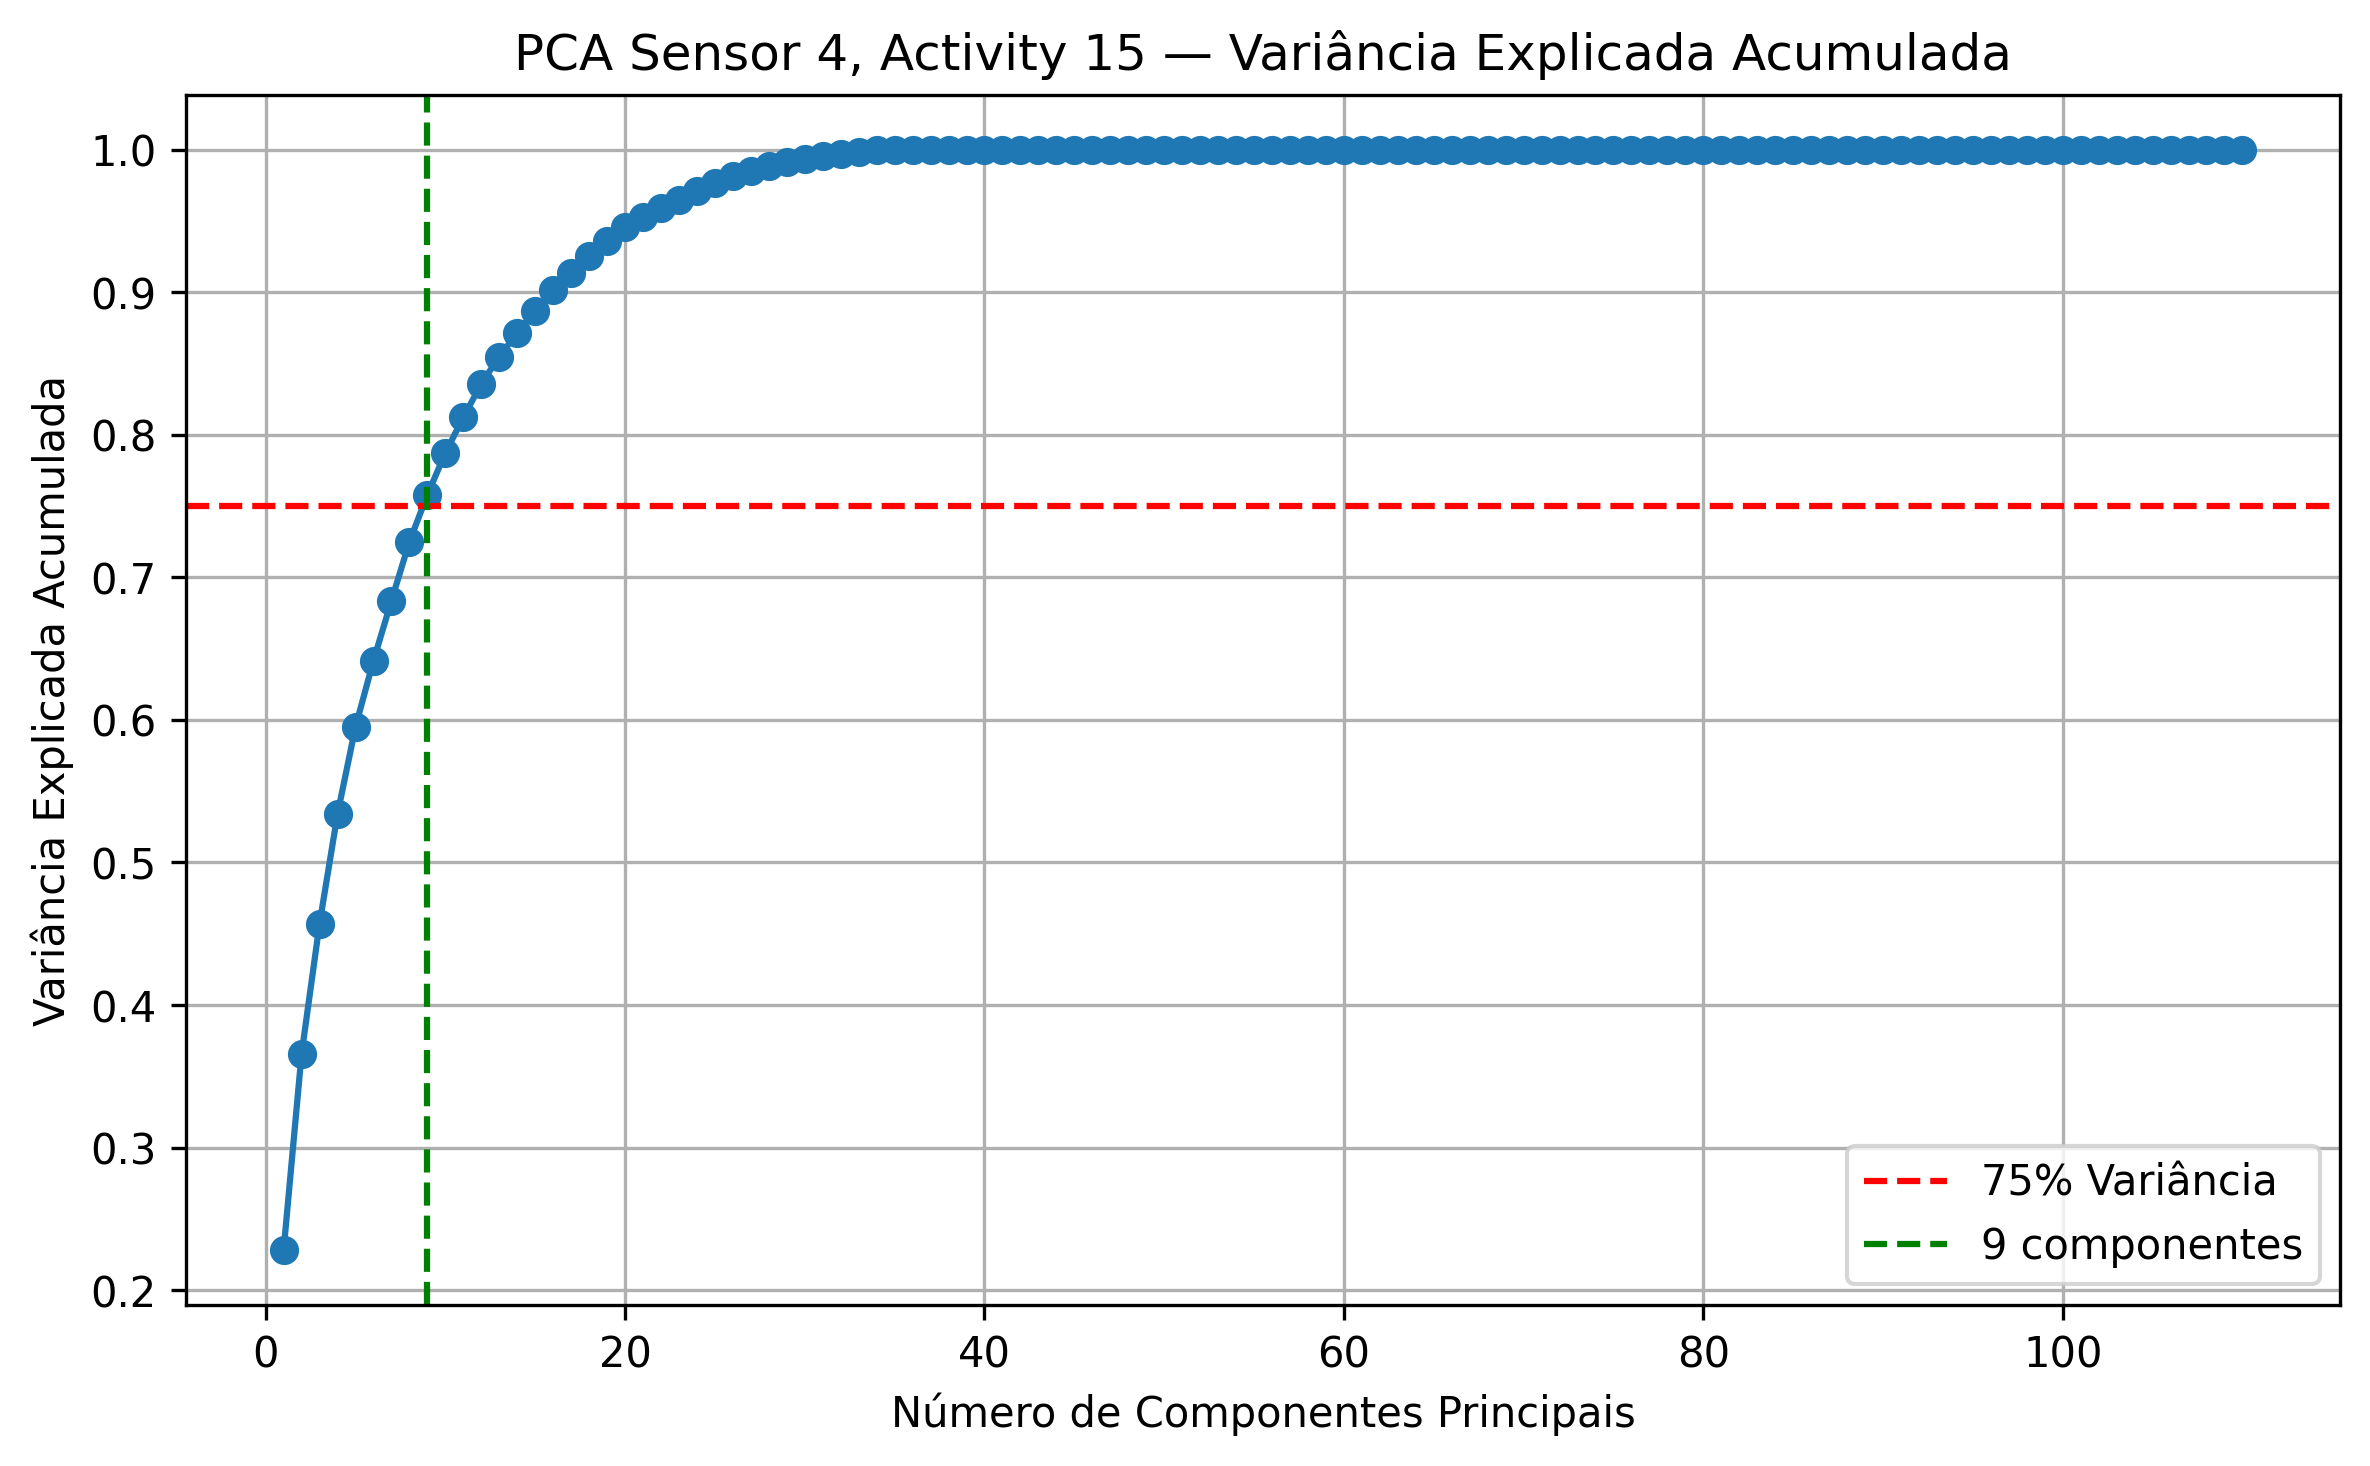 PCA Sensor 4, Activity 15 — Variância Explicada Acumulada
Variância Explicada Acumulada
1.0
0.9
0.8
0.7
0.6
0.5
0.4
0.3
0.2
75% Variância
9 componentes
0 20 40 60 80 100
Número de Componentes Principais